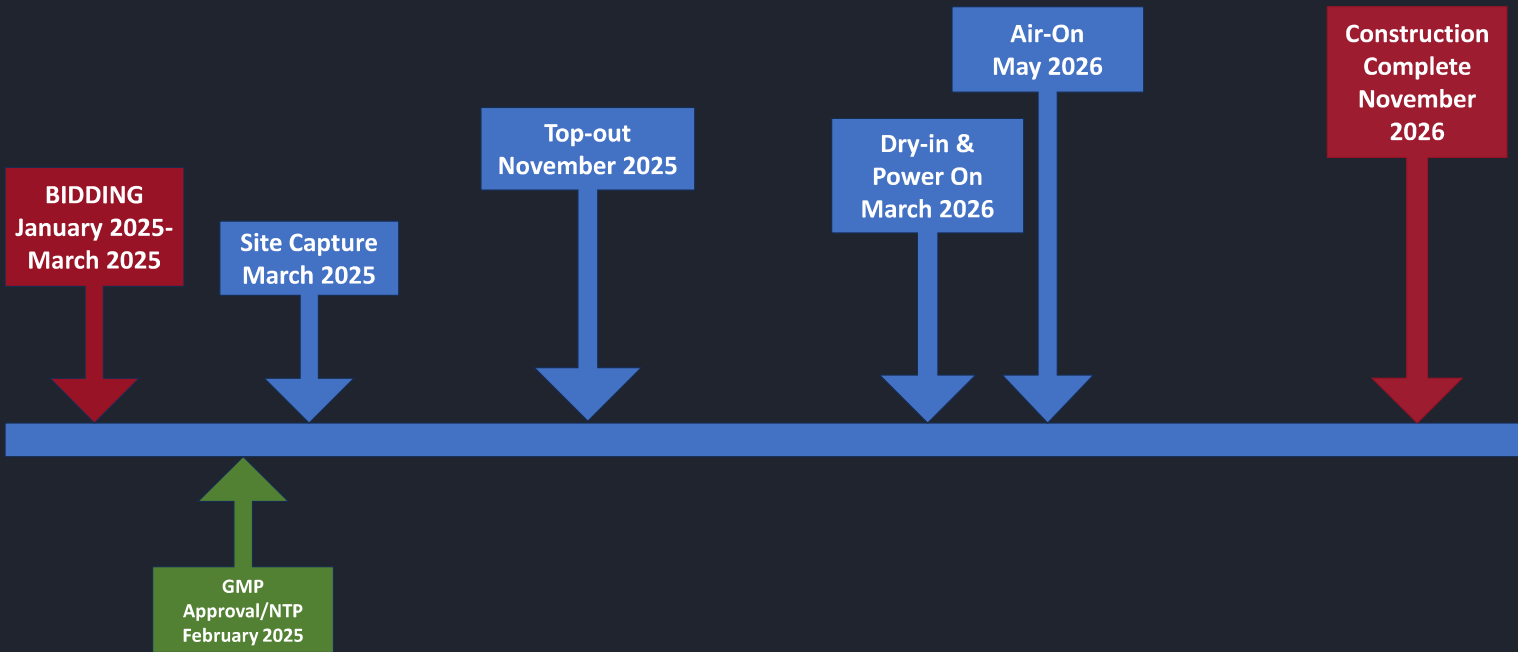 BIDDING
January 2025-
March 2025
Site Capture
March 2025
Top-out
November 2025
Dry-in &
Power On
March 2026
Air-On
May 2026
Construction
Complete
November
2026
GMP
Approval/NTP
February 2025